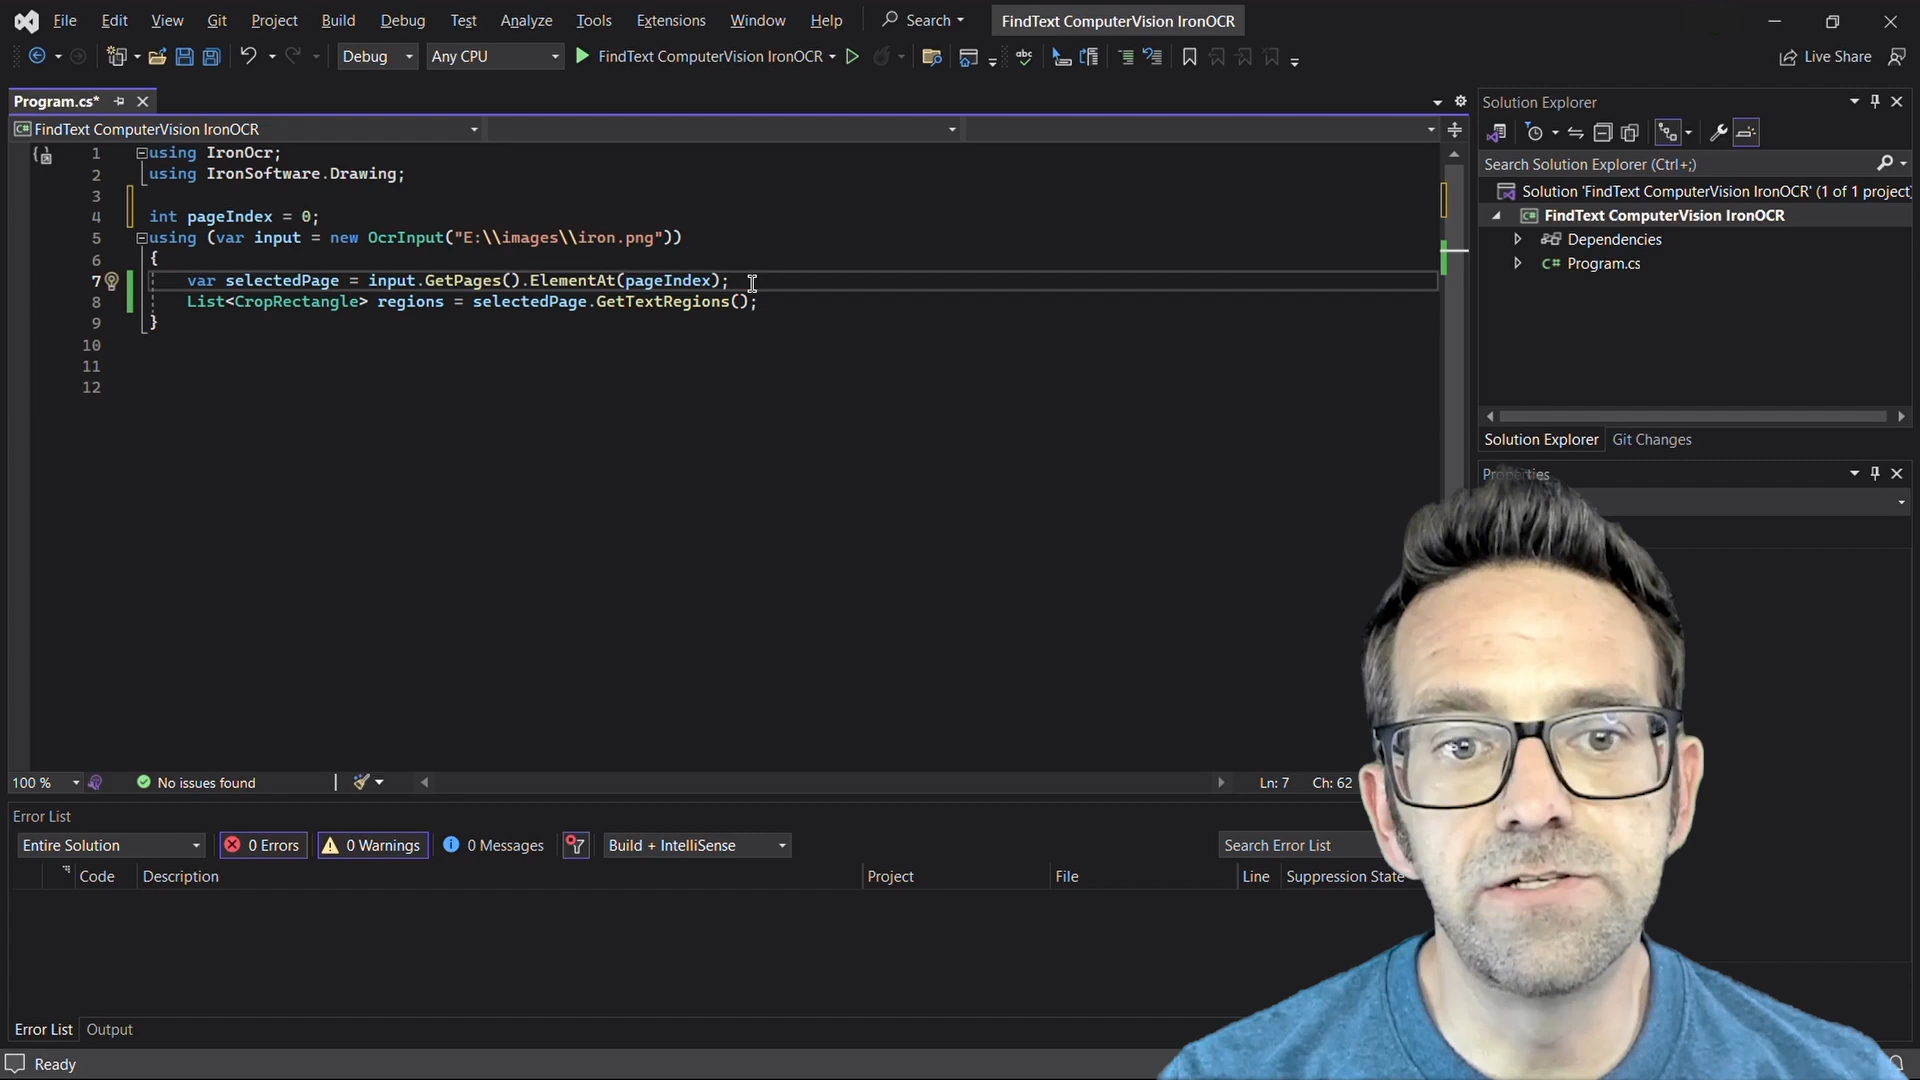 File Edit View Git Project Build Debug Test Analyze Tools Extensions Window Help Search FindText ComputerVision IronOCR
Debug Any CPU FindText ComputerVision IronOCR Live Share
Program.cs*
FindText ComputerVision IronOCR
1 using IronOcr;
2 using IronSoftware.Drawing;
3
4 int pageIndex = 0;
5 using (var input = new OcrInput("E:\\images\\iron.png"))
6 {
7 var selectedPage = input.GetPages().ElementAt(pageIndex);
8 List<CropRectangle> regions = selectedPage.GetTextRegions();
9 }
10
11
12
100 % No issues found Ln: 7 Ch: 62
Error List
Entire Solution 0 Errors 0 Warnings 0 Messages Build + IntelliSense Search Error List
Code Description Project File Line Suppression State
Error List Output
Ready
Solution Explorer
Search Solution Explorer (Ctrl+;)
Solution 'FindText ComputerVision IronOCR' (1 of 1 project)
C# FindText ComputerVision IronOCR
Dependencies
C# Program.cs
Solution Explorer Git Changes
Properties